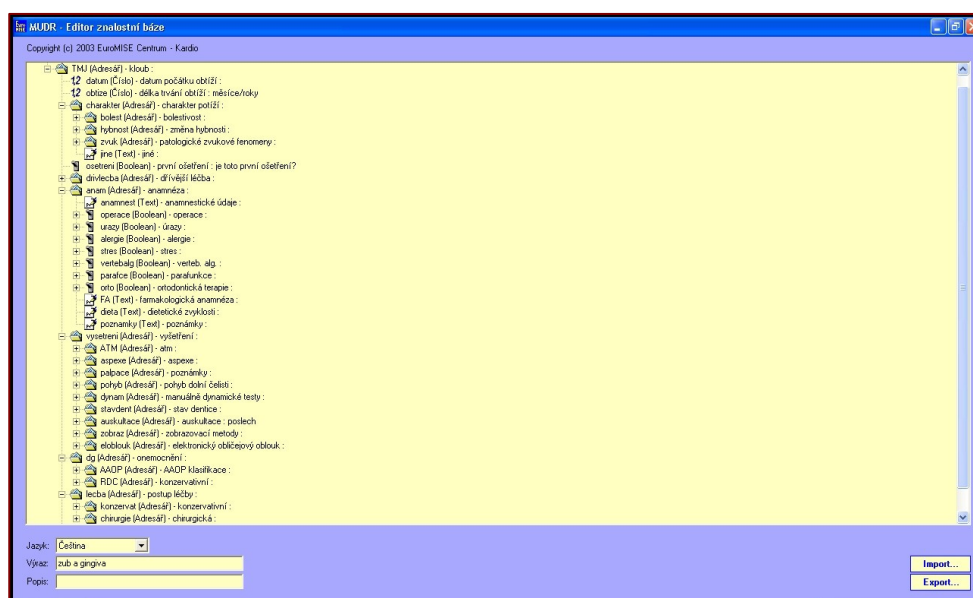 MUDR - Editor znalostní báze
Copyright (c) 2003 EuroMISE Centrum - Kardio
TMJ (Adresář) - kloub :
12 datum (Číslo) - datum počátku obtíží :
12 obtize (Číslo) - délka trvání obtíží : měsíce/roky
charakter (Adresář) - charakter potíží :
bolest (Adresář) - bolestivost :
hybnost (Adresář) - změna hybnosti :
zvuk (Adresář) - patologické zvukové fenomeny :
jine (Text) - jiné :
osetreni (Boolean) - první ošetření : je toto první ošetření?
drivlecba (Adresář) - dřívější léčba :
anam (Adresář) - anamnéza :
anamnest (Text) - anamnestické údaje :
operace (Boolean) - operace :
urazy (Boolean) - úrazy :
alergie (Boolean) - alergie :
stres (Boolean) - stres :
vertebalg (Boolean) - verteb. alg. :
parafce (Boolean) - parafunkce :
orto (Boolean) - ortodontická terapie :
FA (Text) - farmakologická anamnéza :
dieta (Text) - dietetické zvyklosti :
poznamky (Text) - poznámky :
vysetreni (Adresář) - vyšetření :
ATM (Adresář) - atm :
aspexe (Adresář) - aspexe :
palpace (Adresář) - poznámky :
pohyb (Adresář) - pohyb dolní čelisti :
dynam (Adresář) - manuálně dynamické testy :
stavdent (Adresář) - stav dentice :
auskultace (Adresář) - auskultace : poslech
zobraz (Adresář) - zobrazovací metody :
eloblouk (Adresář) - elektronický obličejový oblouk :
dg (Adresář) - onemocnění :
AAOP (Adresář) - AAOP klasifikace :
RDC (Adresář) - konzervativní :
lecba (Adresář) - postup léčby :
konzervat (Adresář) - konzervativní :
chirurgie (Adresář) - chirurgická :
Jazyk: Čeština
Výraz: zub a gingiva
Popis:
Import...
Export...